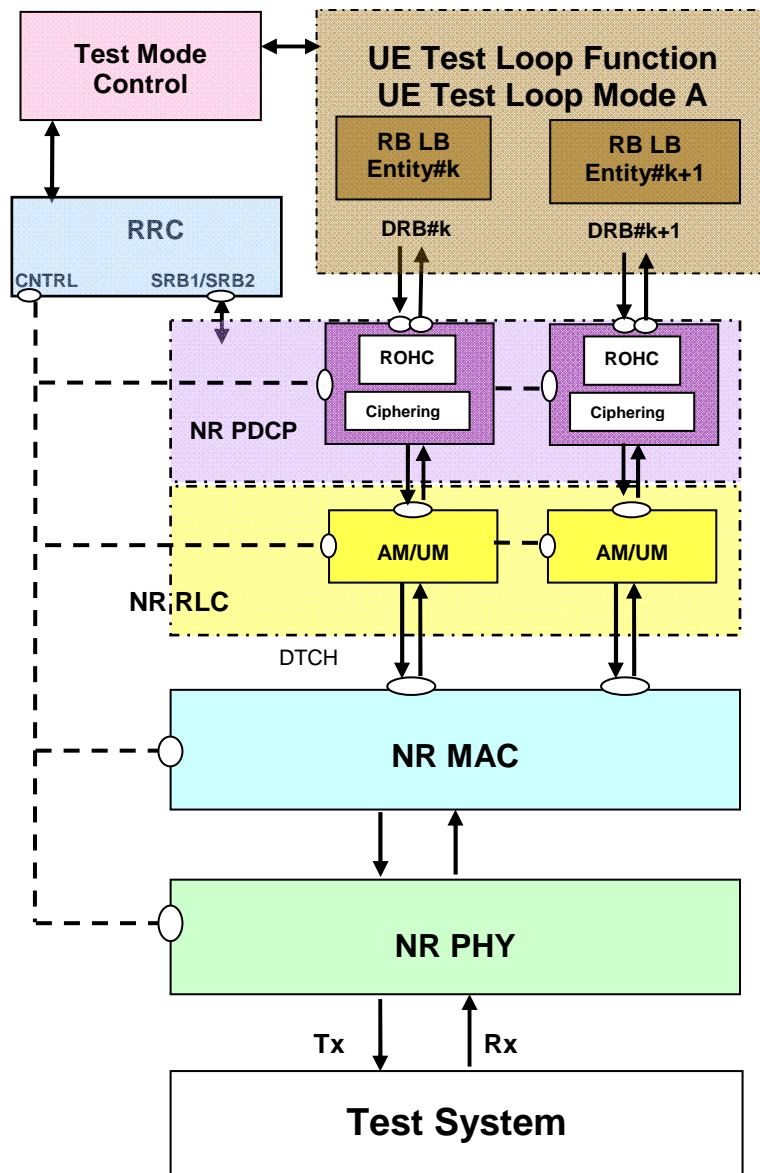 Test Mode
Control
UE Test Loop Function
UE Test Loop Mode A
RB LB
Entity#k
RB LB
Entity#k+1
DRB#k
DRB#k+1
RRC
CNTRL
SRB1/SRB2
ROHC
Ciphering
ROHC
Ciphering
NR PDCP
AM/UM
AM/UM
NR RLC
DTCH
NR MAC
NR PHY
Tx
Rx
Test System